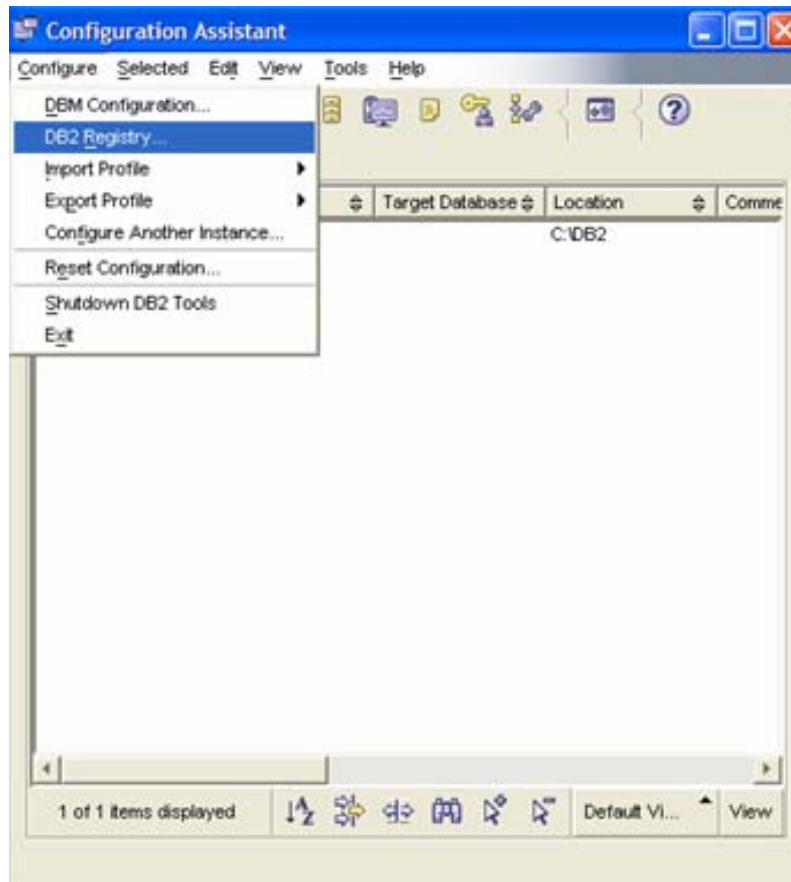 Configuration Assistant
Configure Selected Edit View Tools Help
DBM Configuration...
DB2 Registry...
Import Profile
Export Profile
Configure Another Instance...
Reset Configuration...
Shutdown DB2 Tools
Exit
Target Database Location Comme
C:\DB2
1 of 1 items displayed Default Vi... View